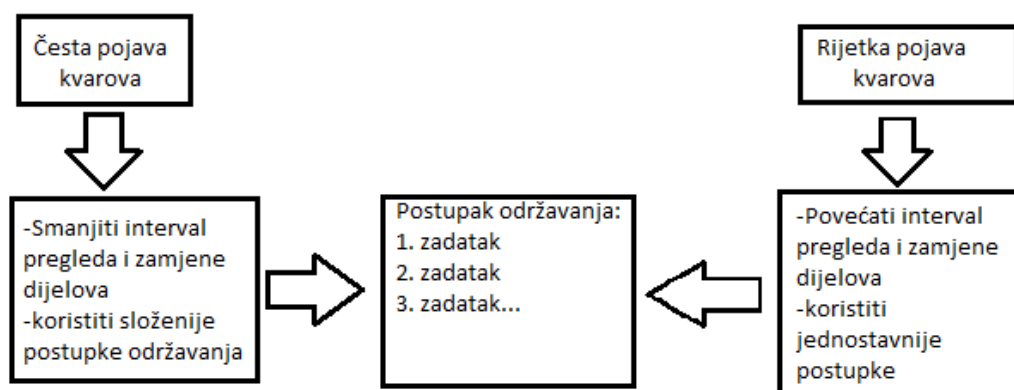 Česta pojava
kvarova
Rijetka pojava
kvarova
-Smanjiti interval
pregleda i zamjene
dijelova
-koristiti složenije
postupke održavanja
Postupak održavanja:
1. zadatak
2. zadatak
3. zadatak...
-Povećati interval
pregleda i zamjene
dijelova
-koristiti
jednostavnije
postupke